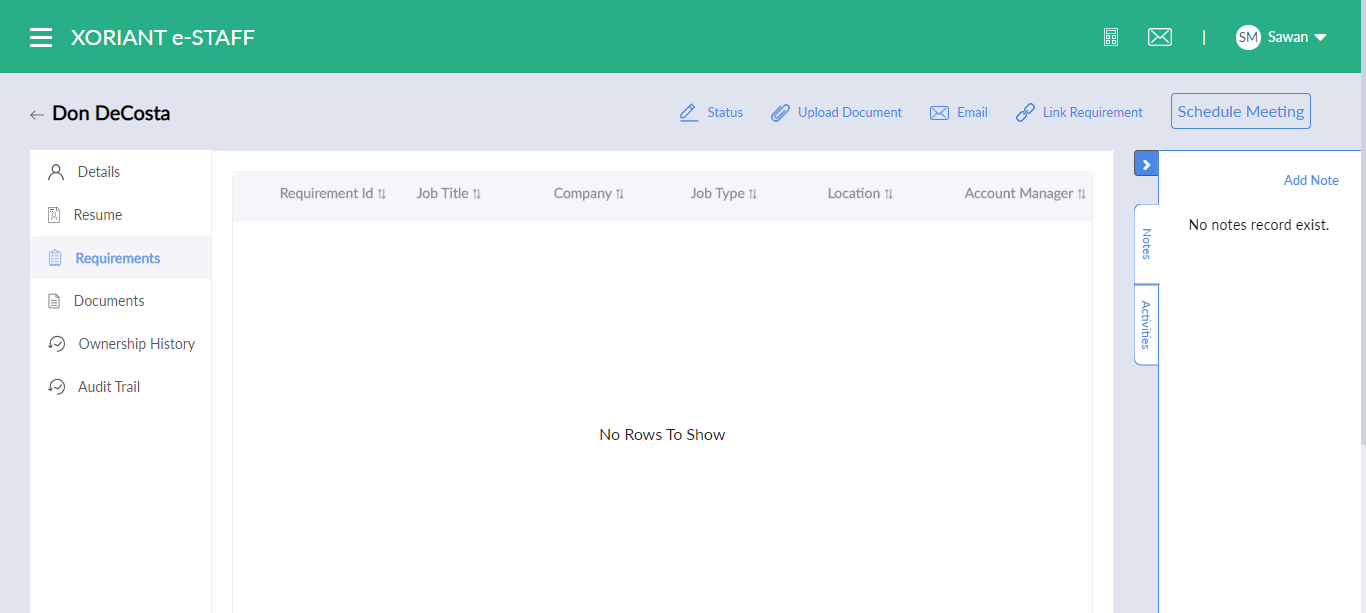 XORIANT e-STAFF
| SM Sawan
Don DeCosta
Status Upload Document Email Link Requirement Schedule Meeting
Details
Resume
Requirements
Documents
Ownership History
Audit Trail
Requirement Id Job Title Company Job Type Location Account Manager
No Rows To Show
Notes
Activities
Add Note
No notes record exist.